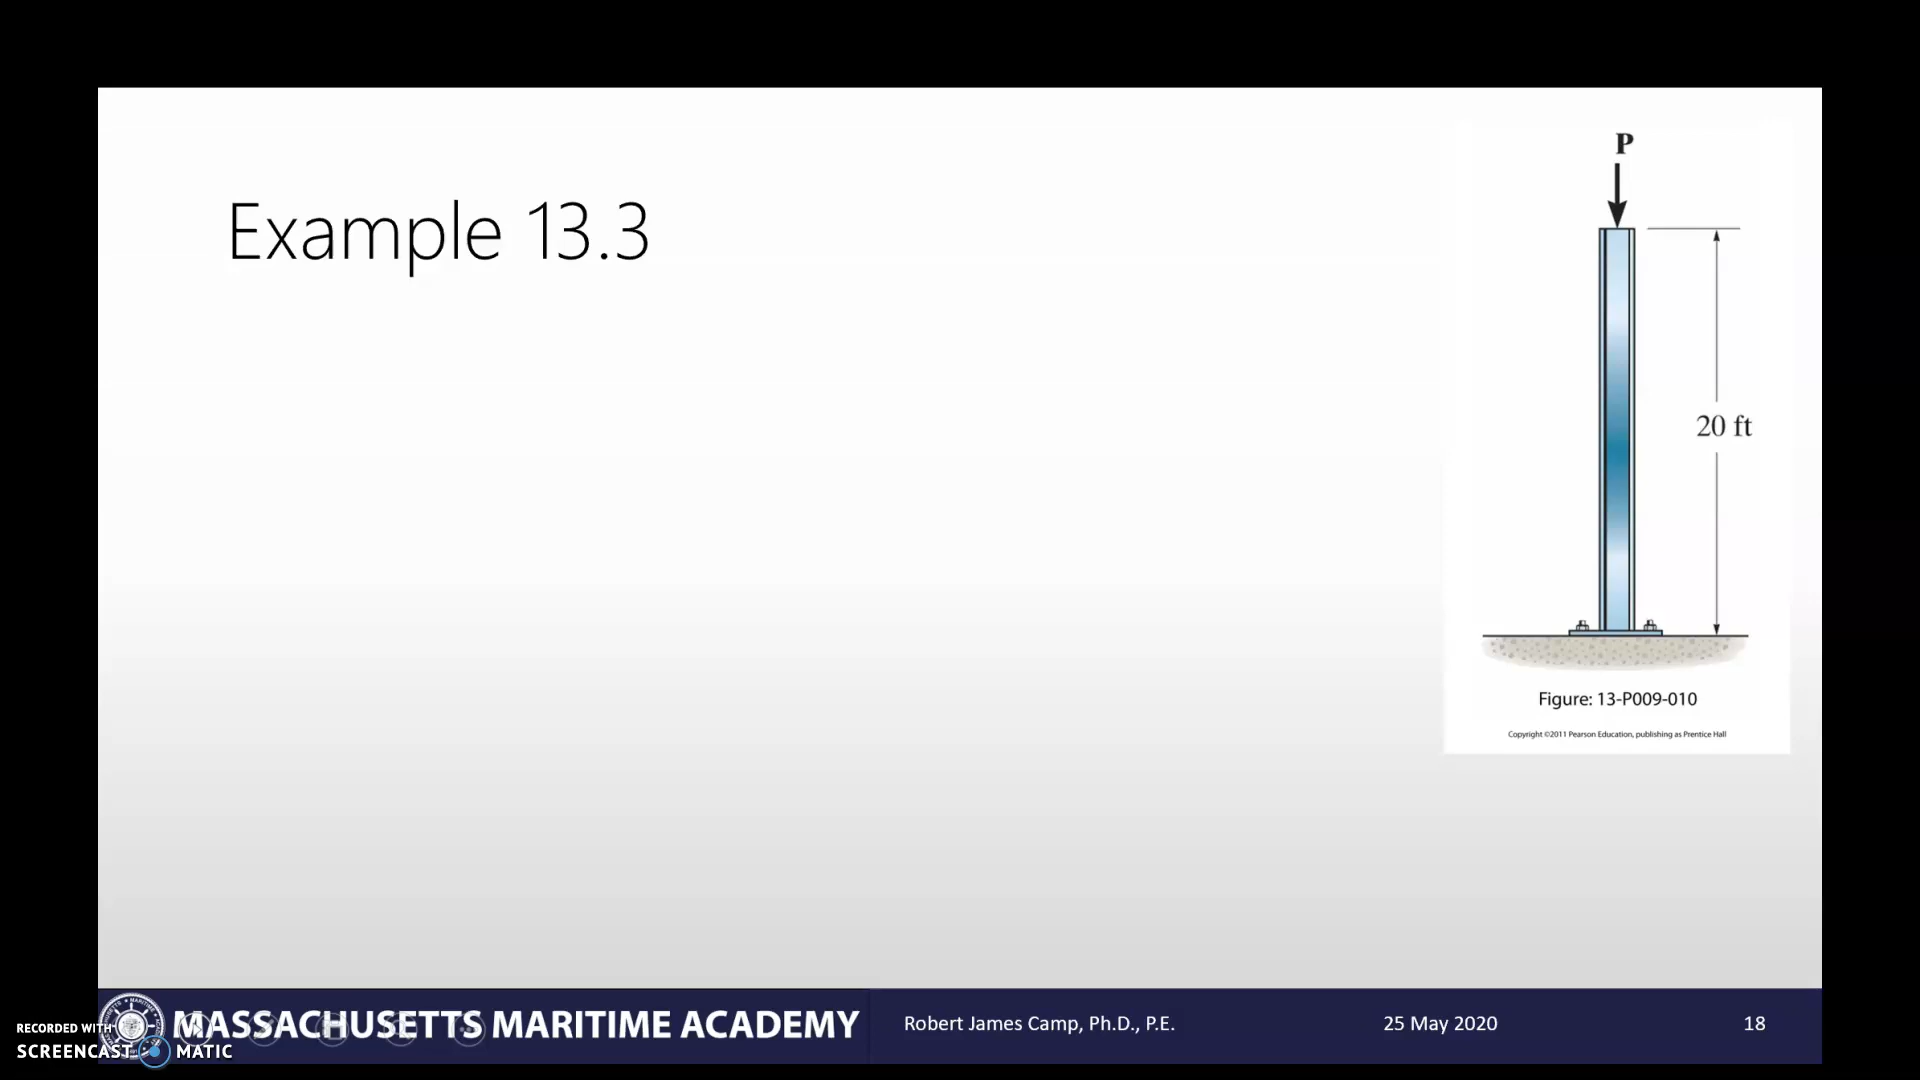 Example 13.3
P
20 ft
Figure: 13-P009-010
Copyright ©2011 Pearson Education, publishing as Prentice Hall
MASSACHUSETTS MARITIME ACADEMY
Robert James Camp, Ph.D., P.E.
25 May 2020
18
RECORDED WITH
SCREENCAST MATIC